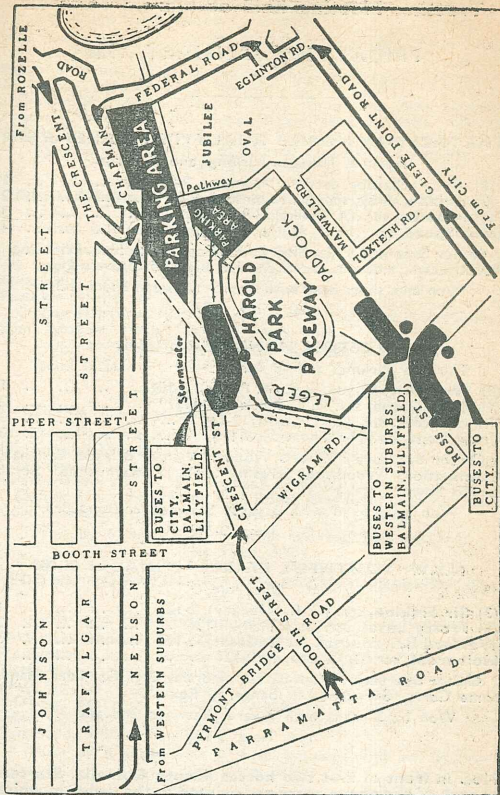 From ROZELLE
ROAD
THE CRESCENT
CHAPMAN
FEDERAL ROAD
EGLINTON RD.
GLEBE POINT ROAD
From CITY
PARKING AREA
JUBILEE
OVAL
Pathway
PARKING
AREA
MAXWELL RD.
TOXTETH RD.
PADDOCK
HAROLD
PARK
PACEWAY
LEGER
Stormwater
STREET
STREET
STREET
PIPER STREET
CRESCENT ST
WIGRAM RD.
ROSS ST.
BUSES TO
CITY,
BALMAIN,
LILYFIELD.
BUSES TO
WESTERN SUBURBS,
BALMAIN, LILYFIELD.
BUSES TO
CITY.
BOOTH STREET
BOOTH STREET
JOHNSON
TRAFALGAR
NELSON
From WESTERN SUBURBS
PYRMONT BRIDGE ROAD
PARRAMATTA ROAD